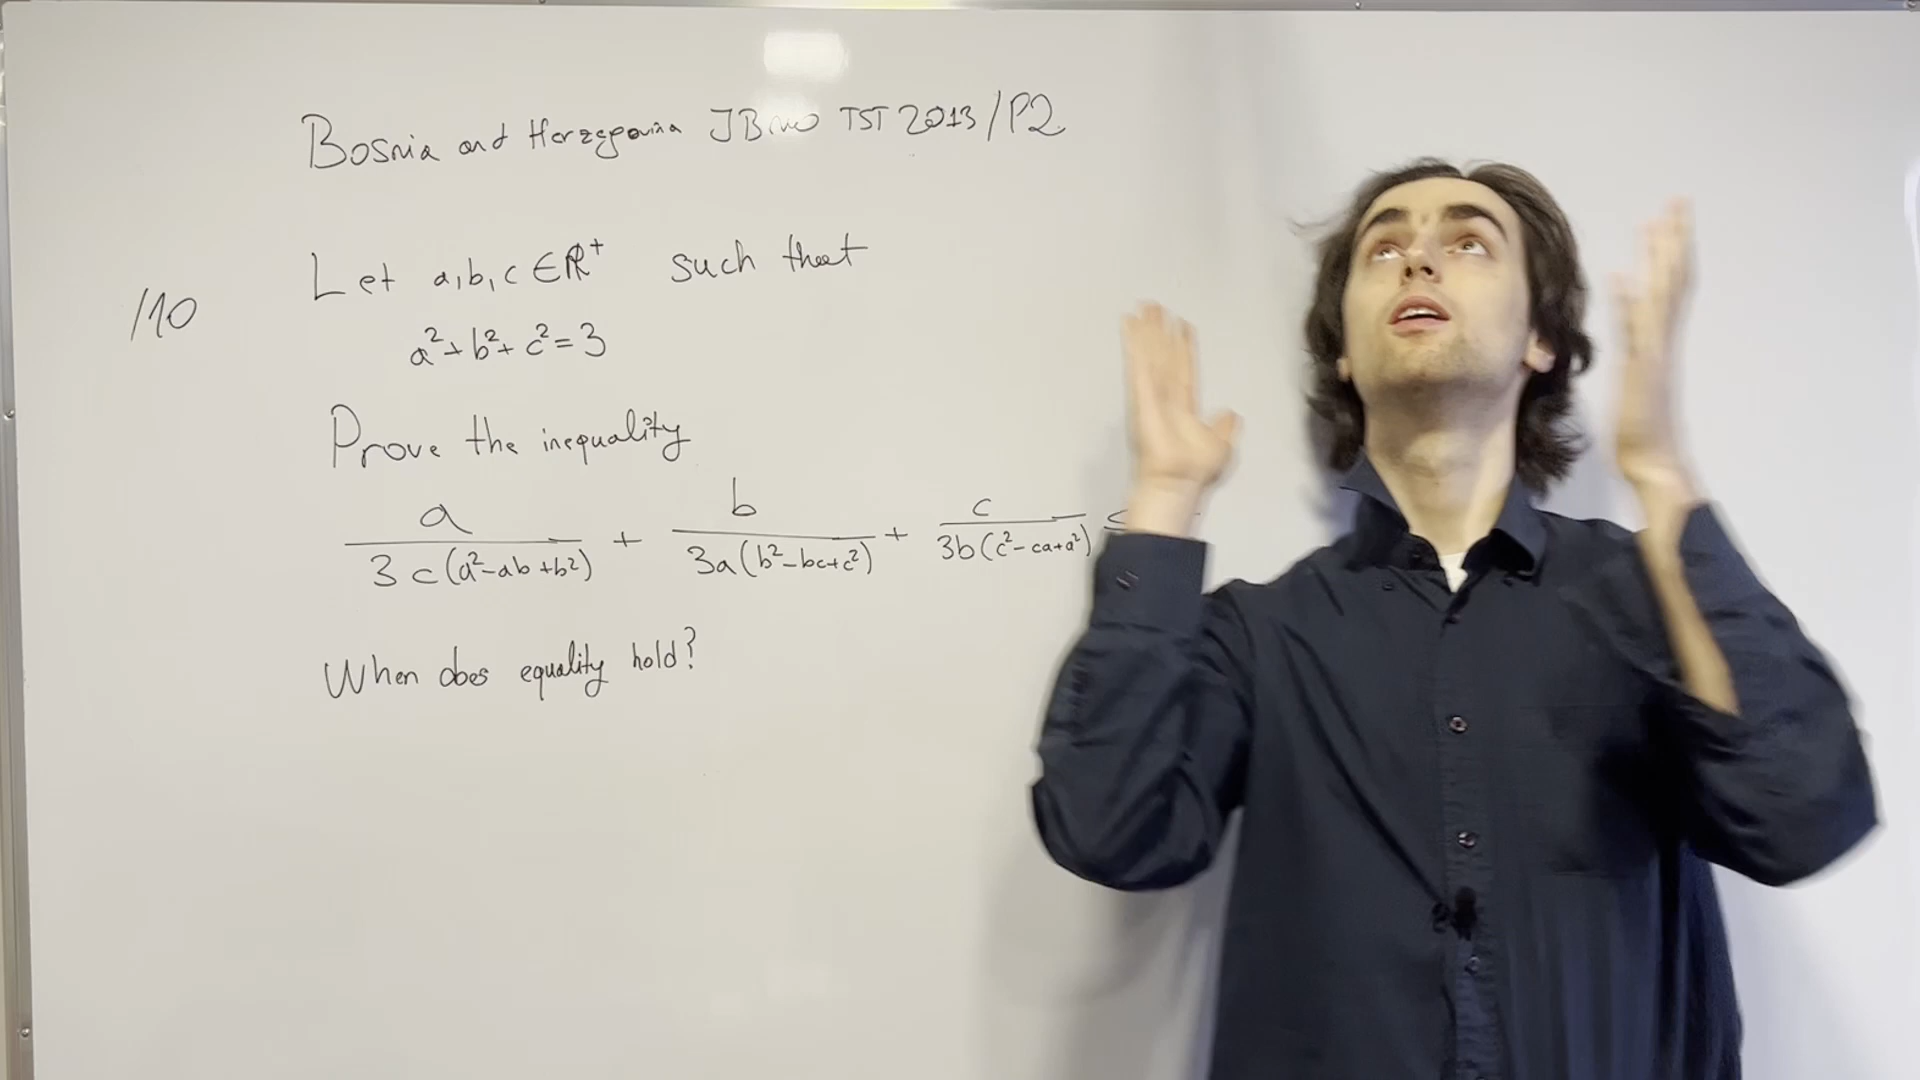 Bosnia and Herzegovina JBMO TST 2013/P2
Let a,b,c ∈ ℝ⁺ such that
/10
a² + b² + c² = 3
Prove the inequality
a/(3c(a²-ab+b²)) + b/(3a(b²-bc+c²)) + c/(3b(c²-ca+a²)) ≤
When does equality hold?